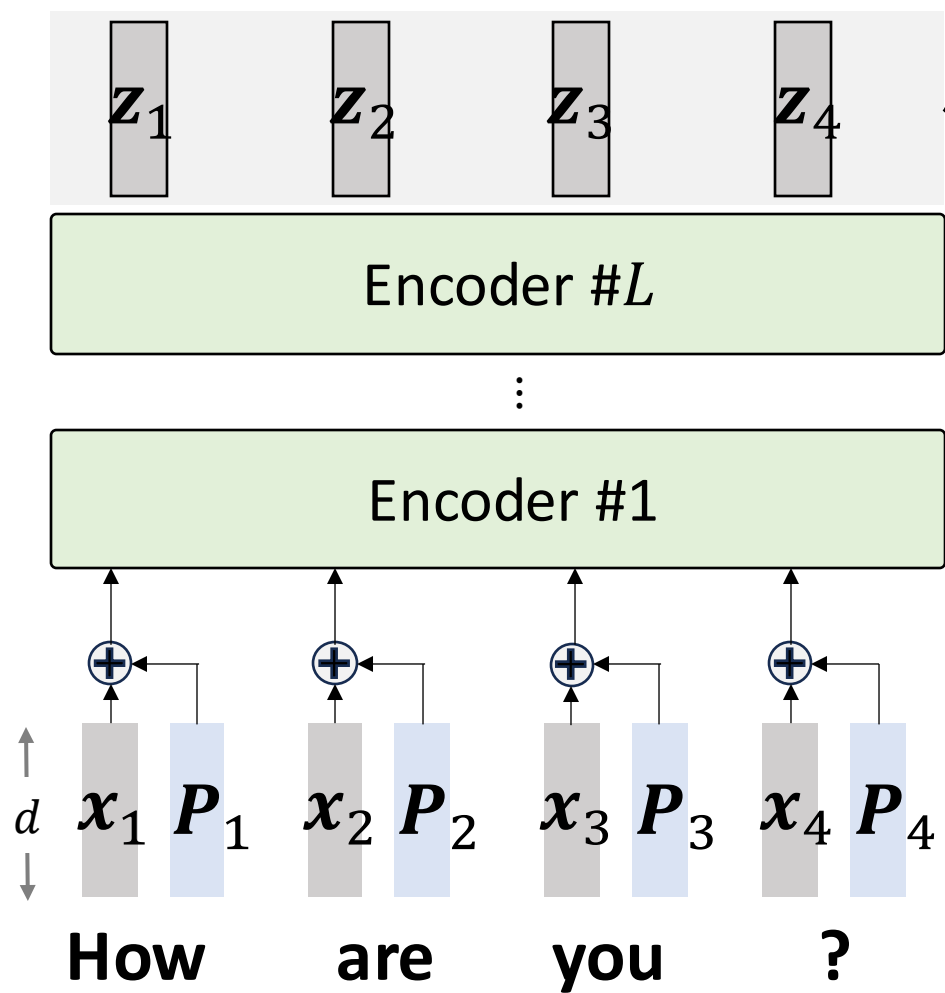 z₁ z₂ z₃ z₄
Encoder #L
⋮
Encoder #1
d x₁ P₁ x₂ P₂ x₃ P₃ x₄ P₄
How are you ?